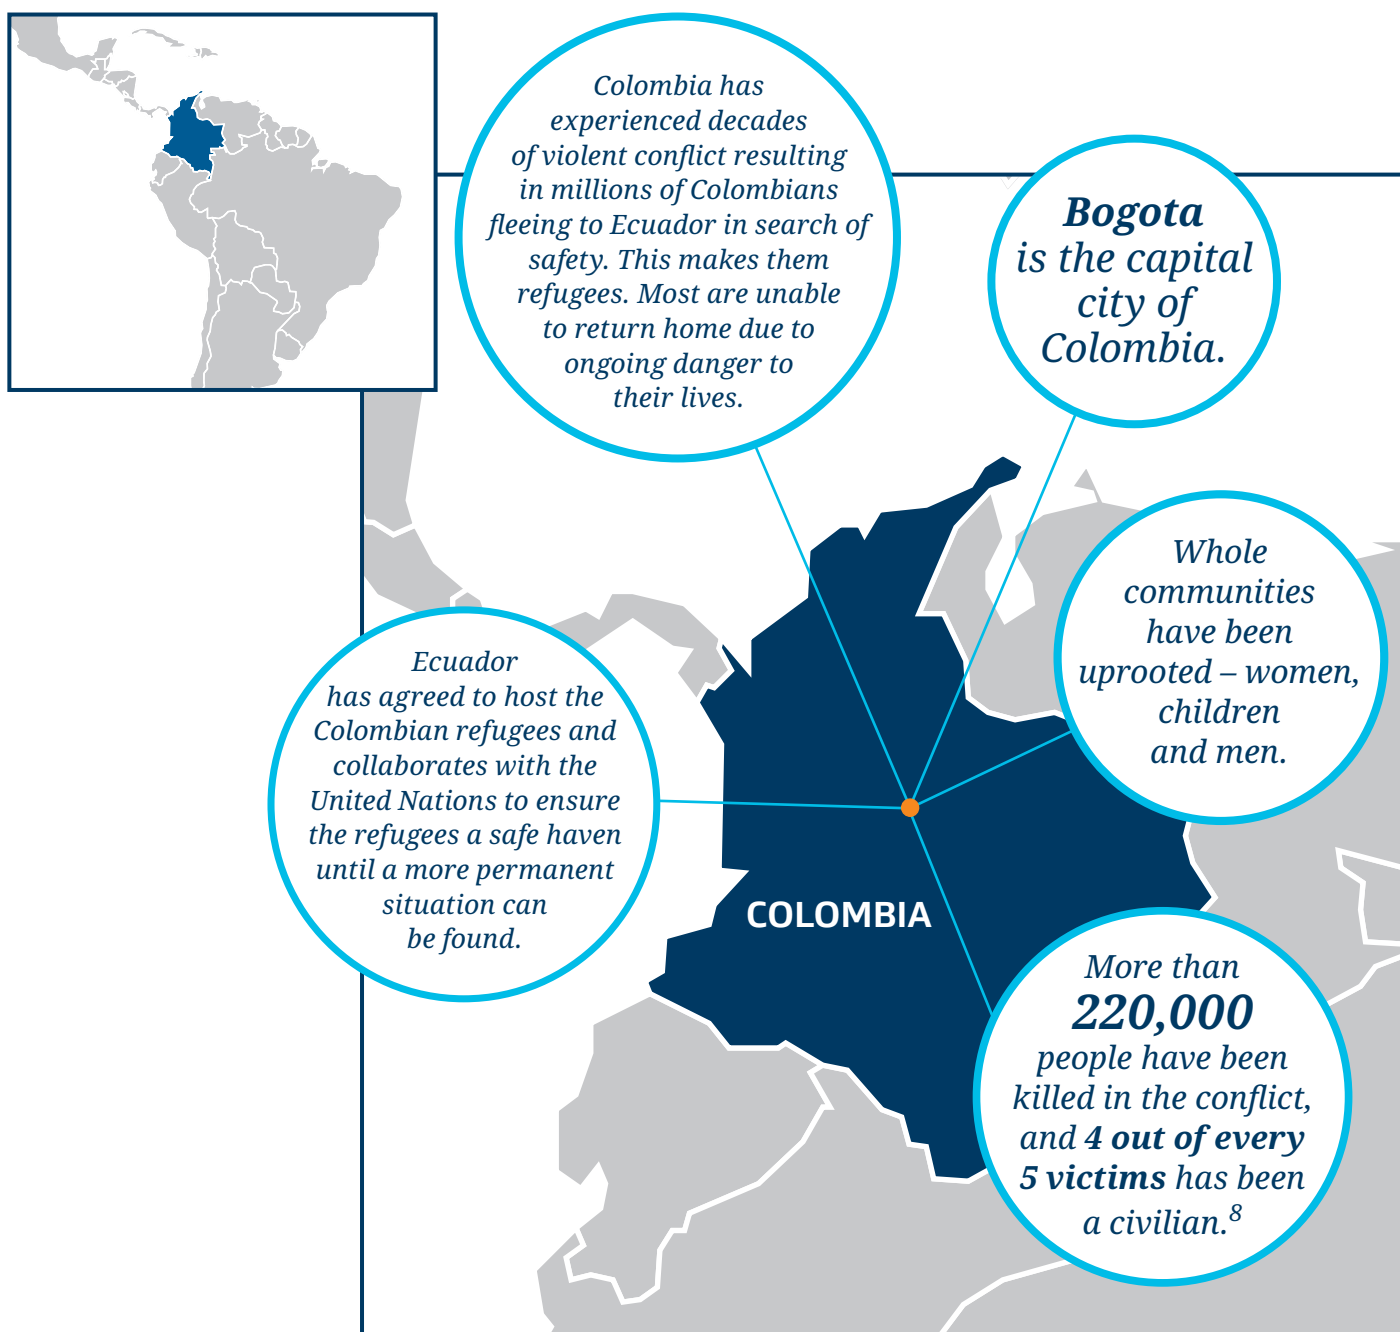 Colombia has
experienced decades
of violent conflict resulting
in millions of Colombians
fleeing to Ecuador in search of
safety. This makes them
refugees. Most are unable
to return home due to
ongoing danger to
their lives.
Bogota
is the capital
city of
Colombia.
Whole
communities
have been
uprooted – women,
children
and men.
Ecuador
has agreed to host the
Colombian refugees and
collaborates with the
United Nations to ensure
the refugees a safe haven
until a more permanent
situation can
be found.
COLOMBIA
More than
220,000
people have been
killed in the conflict,
and 4 out of every
5 victims has been
a civilian.8